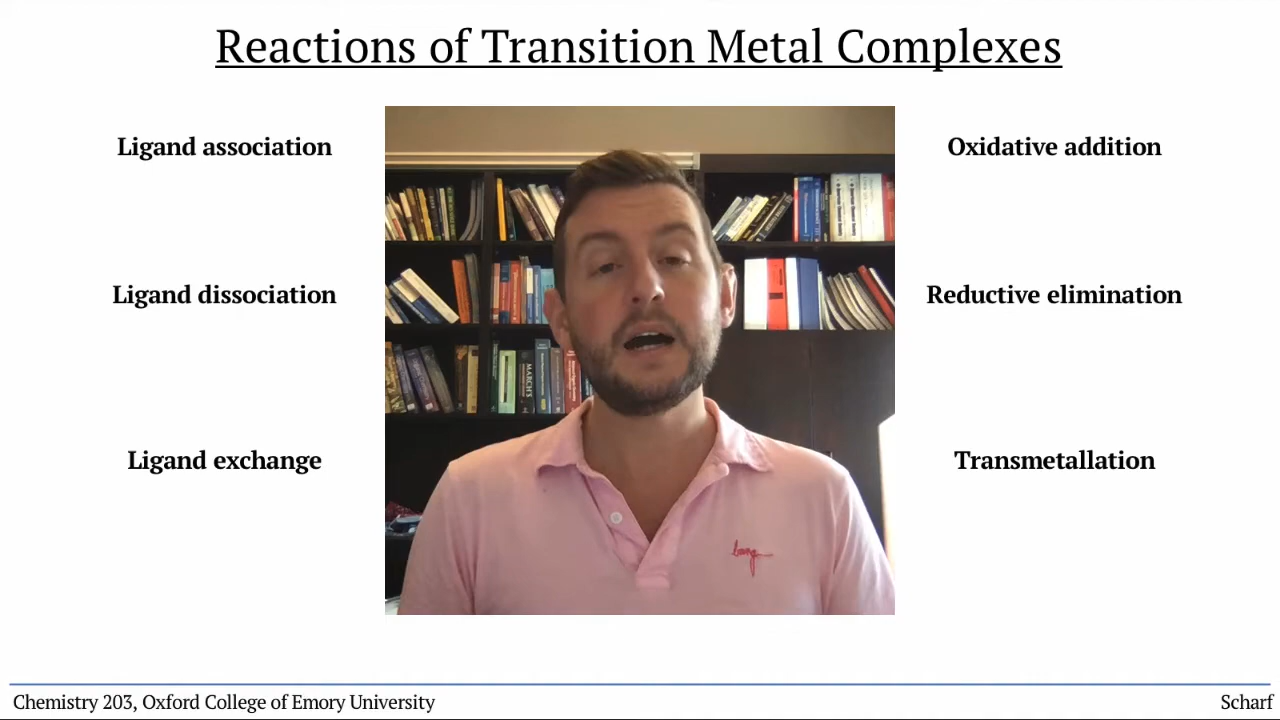 Reactions of Transition Metal Complexes
Ligand association
Oxidative addition
Ligand dissociation
Reductive elimination
MARCH'S
Ligand exchange
Transmetallation
Chemistry 203, Oxford College of Emory University
Scharf